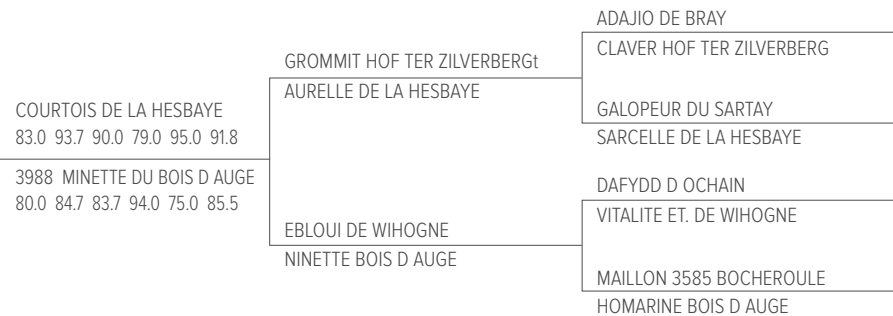 ADAJIO DE BRAY
CLAVER HOF TER ZILVERBERG
GROMMIT HOF TER ZILVERBERGt
AURELLE DE LA HESBAYE
GALOPEUR DU SARTAY
SARCELLE DE LA HESBAYE
COURTOIS DE LA HESBAYE
83.0 93.7 90.0 79.0 95.0 91.8
3988 MINETTE DU BOIS D AUGE
80.0 84.7 83.7 94.0 75.0 85.5
DAFYDD D OCHAIN
VITALITE ET. DE WIHOGNE
EBLOUI DE WIHOGNE
NINETTE BOIS D AUGE
MAILLON 3585 BOCHEROULE
HOMARINE BOIS D AUGE